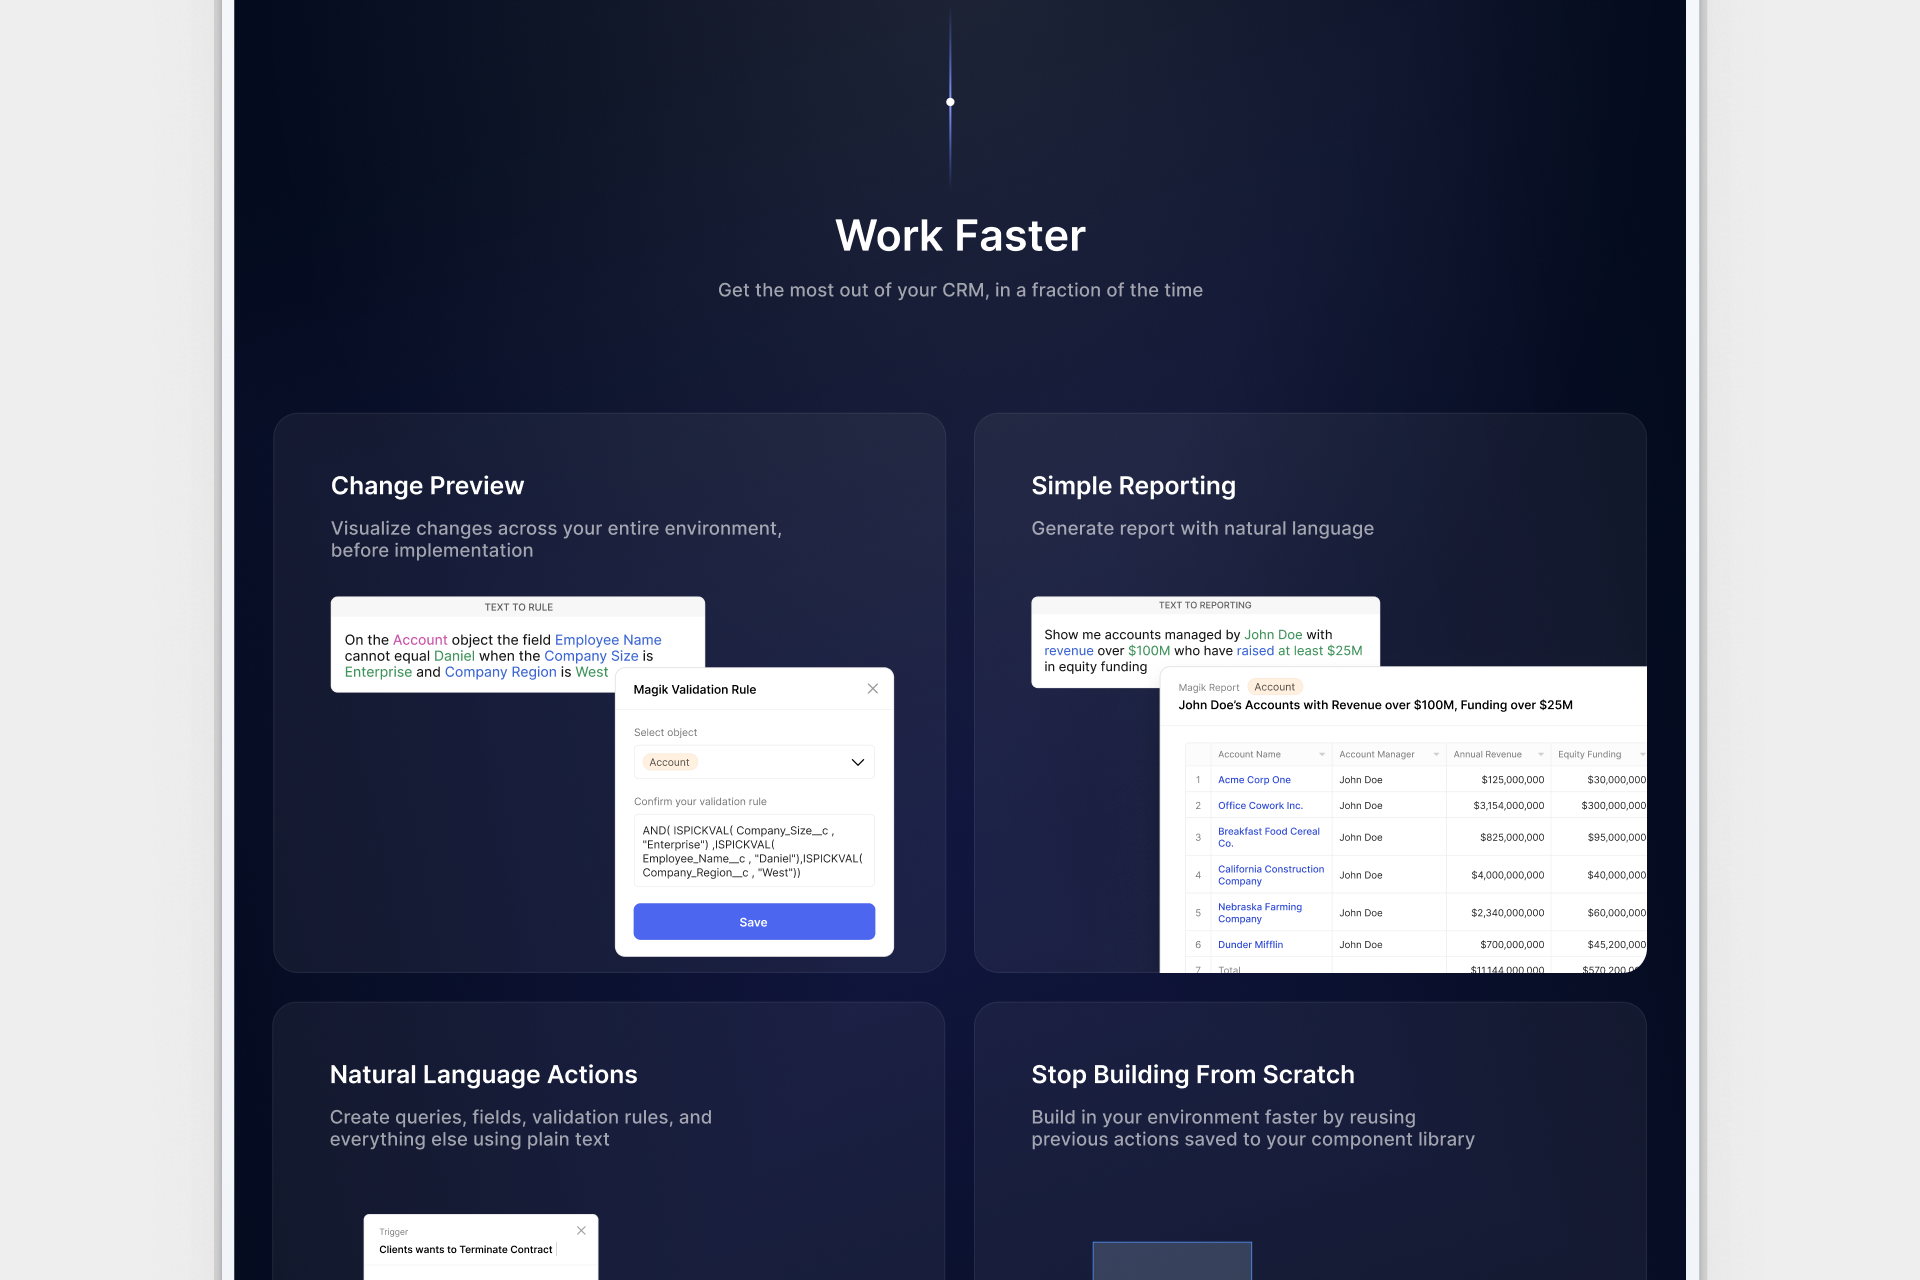 Work Faster
Get the most out of your CRM, in a fraction of the time
Change Preview
Visualize changes across your entire environment,
before implementation
TEXT TO RULE
On the Account object the field Employee Name
cannot equal Daniel when the Company Size is
Enterprise and Company Region is West
Magik Validation Rule
Select object
Account
Confirm your validation rule
AND( ISPICKVAL( Company_Size__c ,
"Enterprise") ,ISPICKVAL(
Employee_Name__c , "Daniel"),ISPICKVAL(
Company_Region__c , "West"))
Save
Simple Reporting
Generate report with natural language
TEXT TO REPORTING
Show me accounts managed by John Doe with
revenue over $100M who have raised at least $25M
in equity funding
Magik Report Account
John Doe's Accounts with Revenue over $100M, Funding over $25M
Account Name Account Manager Annual Revenue Equity Funding
1 Acme Corp One John Doe $125,000,000 $30,000,000
2 Office Cowork Inc. John Doe $3,154,000,000 $300,000,000
3 Breakfast Food Cereal
Co. John Doe $825,000,000 $95,000,000
4 California Construction
Company John Doe $4,000,000,000 $40,000,000
5 Nebraska Farming
Company John Doe $2,340,000,000 $60,000,000
6 Dunder Mifflin John Doe $700,000,000 $45,200,000
7 Total $11,144,000,000
Natural Language Actions
Create queries, fields, validation rules, and
everything else using plain text
Trigger
Clients wants to Terminate Contract
Stop Building From Scratch
Build in your environment faster by reusing
previous actions saved to your component library